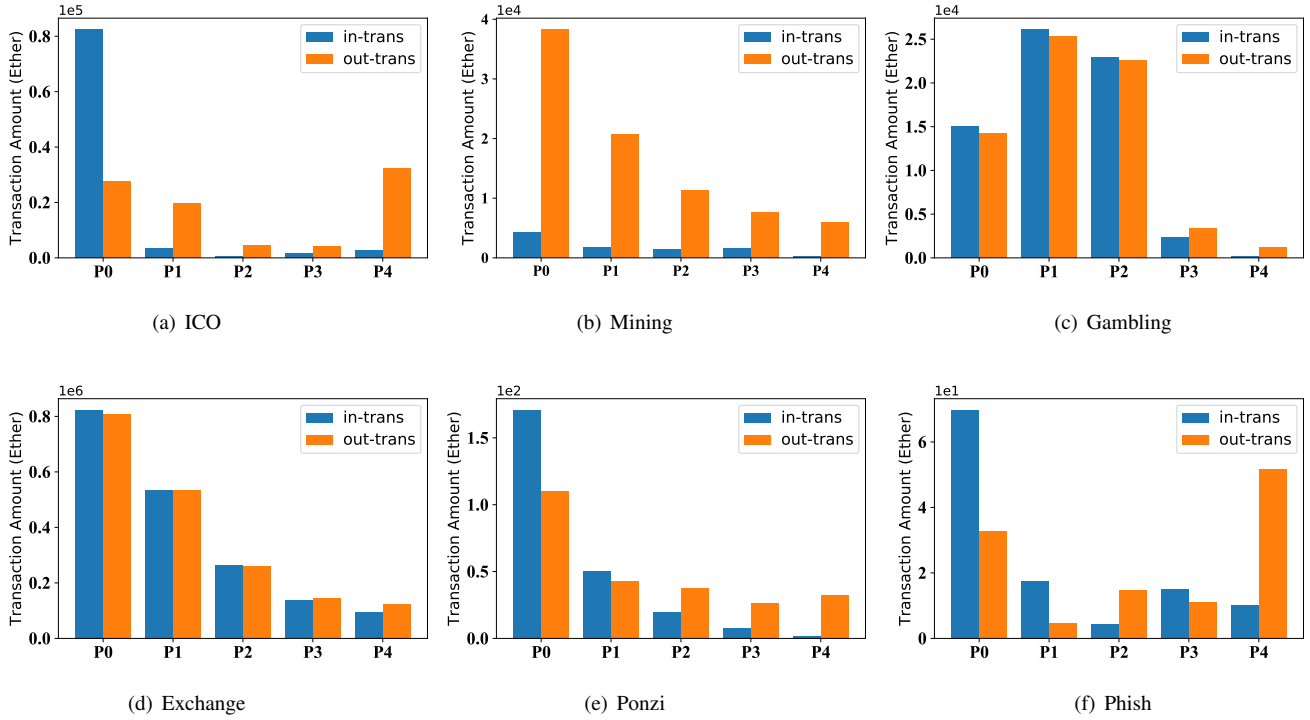 1e5
Transaction Amount (Ether)
0.8
0.6
0.4
0.2
0.0
in-trans
out-trans
P0 P1 P2 P3 P4
(a) ICO
1e4
Transaction Amount (Ether)
4
3
2
1
0
in-trans
out-trans
P0 P1 P2 P3 P4
(b) Mining
1e4
Transaction Amount (Ether)
2.5
2.0
1.5
1.0
0.5
0.0
in-trans
out-trans
P0 P1 P2 P3 P4
(c) Gambling
1e6
Transaction Amount (Ether)
0.8
0.6
0.4
0.2
0.0
in-trans
out-trans
P0 P1 P2 P3 P4
(d) Exchange
1e2
Transaction Amount (Ether)
1.5
1.0
0.5
0.0
in-trans
out-trans
P0 P1 P2 P3 P4
(e) Ponzi
1e1
Transaction Amount (Ether)
6
4
2
0
in-trans
out-trans
P0 P1 P2 P3 P4
(f) Phish